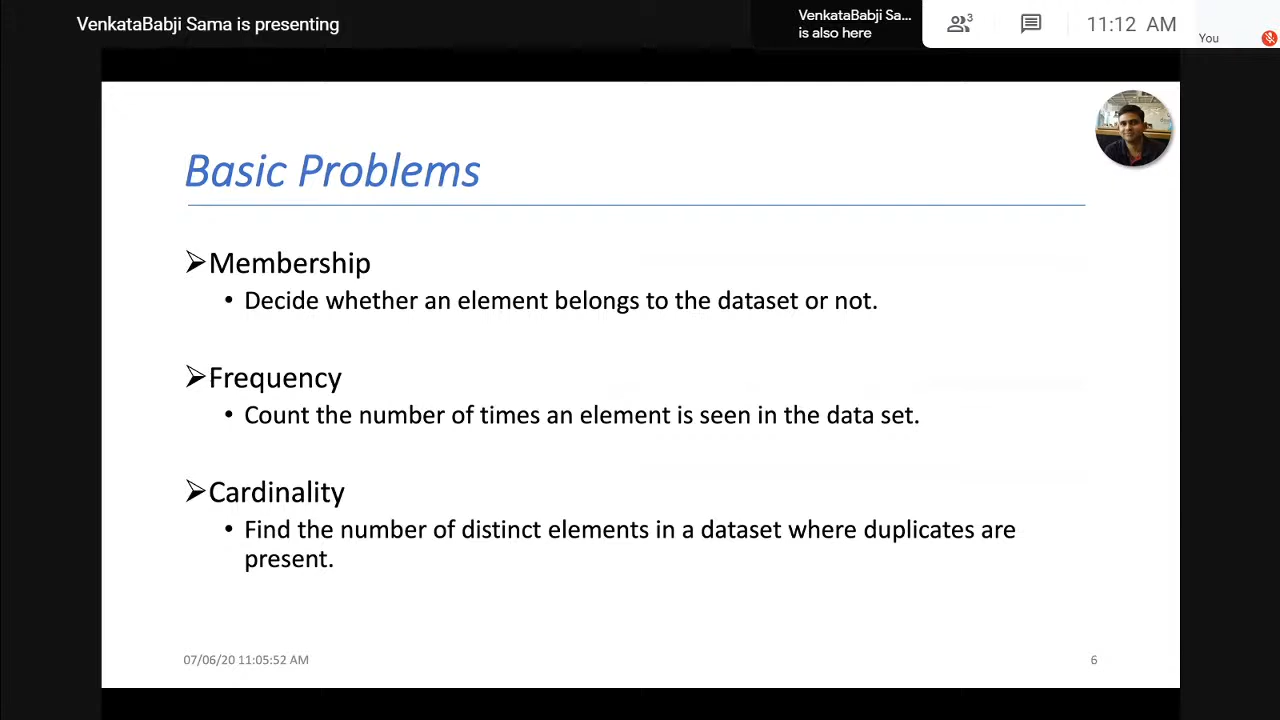 VenkataBabji Sama is presenting
VenkataBabji Sa...
is also here
3
11:12 AM
You
Basic Problems
➢Membership
• Decide whether an element belongs to the dataset or not.
➢Frequency
• Count the number of times an element is seen in the data set.
➢Cardinality
• Find the number of distinct elements in a dataset where duplicates are
present.
07/06/20 11:05:52 AM
6